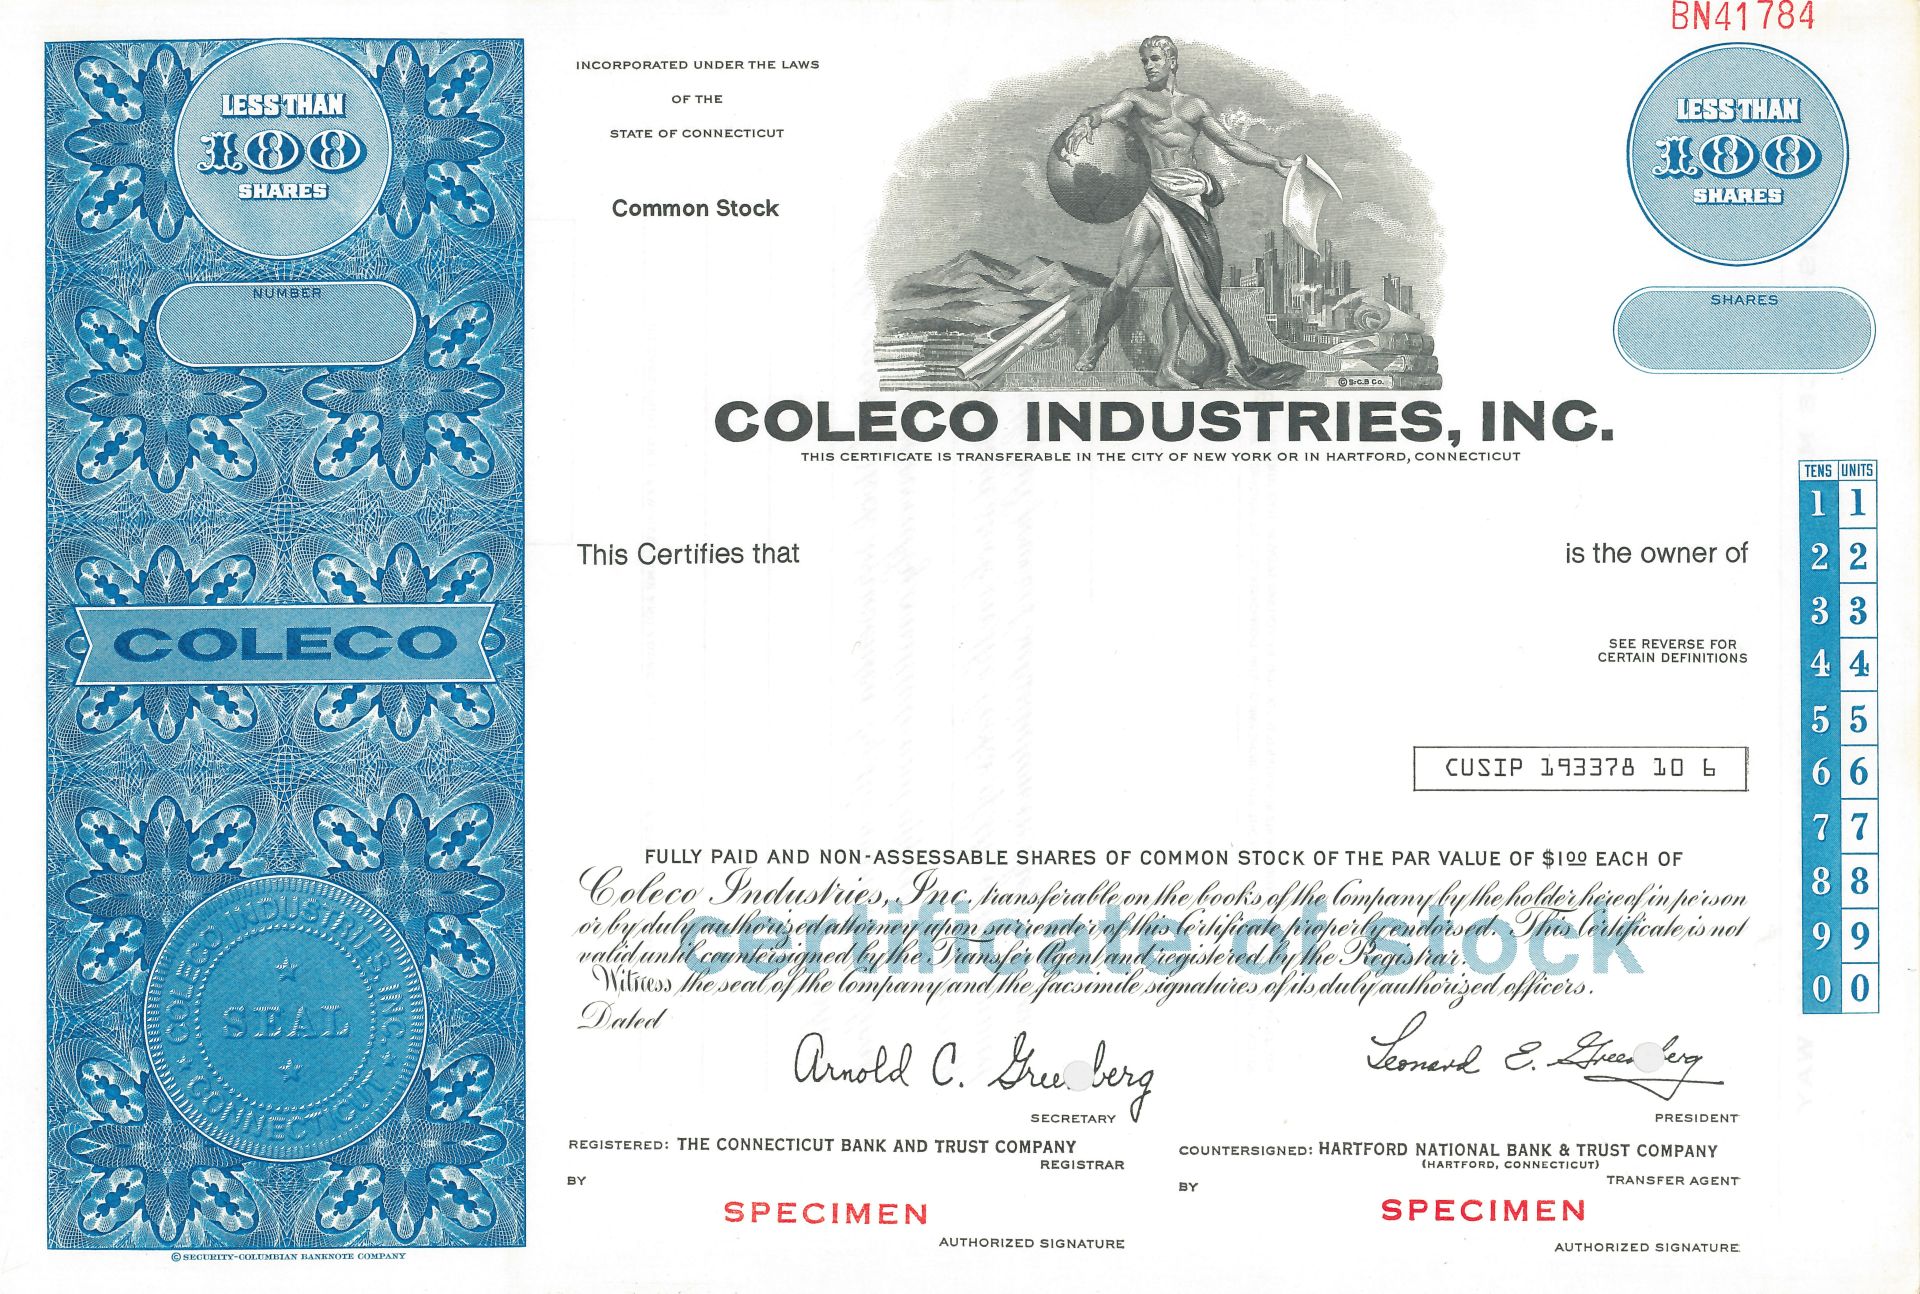 BN41784
LESS THAN
100
SHARES
NUMBER
COLECO
COLECO INDUSTRIES, INC.
SEAL
CONNECTICUT
© SECURITY-COLUMBIAN BANKNOTE COMPANY
INCORPORATED UNDER THE LAWS
OF THE
STATE OF CONNECTICUT
Common Stock
© S-C.B Co.
LESS THAN
100
SHARES
SHARES
COLECO INDUSTRIES, INC.
THIS CERTIFICATE IS TRANSFERABLE IN THE CITY OF NEW YORK OR IN HARTFORD, CONNECTICUT
This Certifies that
is the owner of
SEE REVERSE FOR
CERTAIN DEFINITIONS
CUSIP 193378 10 6
TENS UNITS
1 1
2 2
3 3
4 4
5 5
6 6
7 7
8 8
9 9
0 0
FULLY PAID AND NON-ASSESSABLE SHARES OF COMMON STOCK OF THE PAR VALUE OF $1.00 EACH OF
Coleco Industries, Inc. transferable on the books of the Company by the holder hereof in person
or by duly authorized attorney upon surrender of this Certificate properly endorsed. This Certificate is not
valid until countersigned by the Transfer Agent and registered by the Registrar.
certificate of stock
Witness the seal of the Company and the facsimile signatures of its duly authorized officers.
Dated
Arnold C. Greenberg
SECRETARY
Leonard E. Greenberg
PRESIDENT
REGISTERED: THE CONNECTICUT BANK AND TRUST COMPANY
REGISTRAR
BY
SPECIMEN
AUTHORIZED SIGNATURE
COUNTERSIGNED: HARTFORD NATIONAL BANK & TRUST COMPANY
(HARTFORD, CONNECTICUT)
TRANSFER AGENT
BY
SPECIMEN
AUTHORIZED SIGNATURE